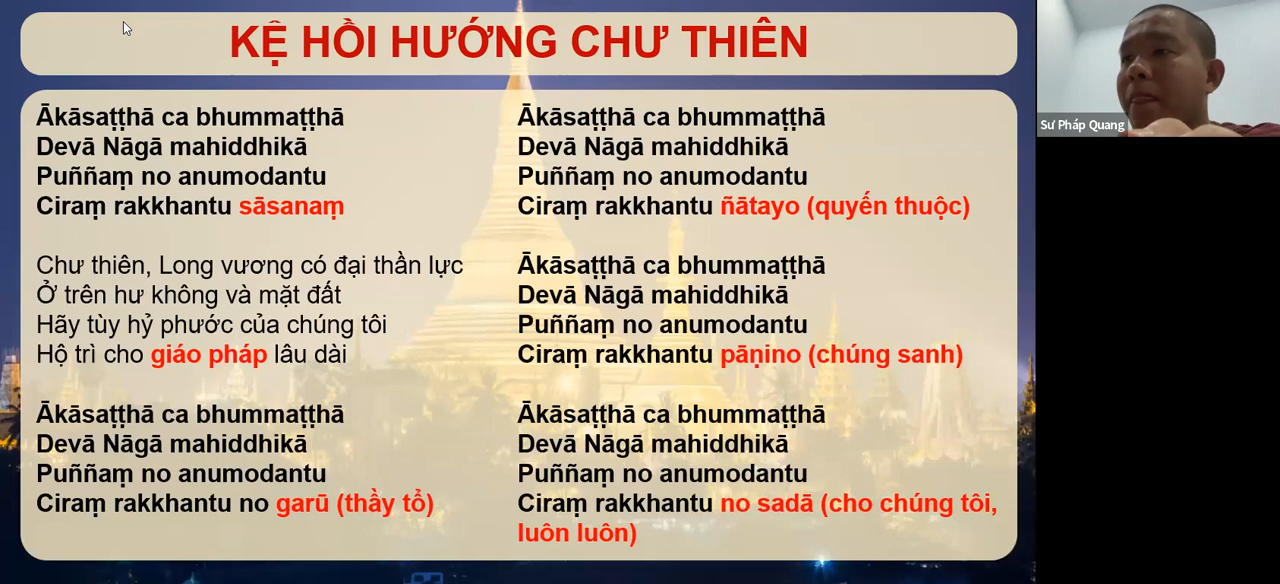 KỆ HỒI HƯỚNG CHƯ THIÊN
Ākāsaṭṭhā ca bhummaṭṭhā
Devā Nāgā mahiddhikā
Puññaṃ no anumodantu
Ciraṃ rakkhantu sāsanaṃ
Chư thiên, Long vương có đại thần lực
Ở trên hư không và mặt đất
Hãy tùy hỷ phước của chúng tôi
Hộ trì cho giáo pháp lâu dài
Ākāsaṭṭhā ca bhummaṭṭhā
Devā Nāgā mahiddhikā
Puññaṃ no anumodantu
Ciraṃ rakkhantu no garū (thầy tổ)
Ākāsaṭṭhā ca bhummaṭṭhā
Devā Nāgā mahiddhikā
Puññaṃ no anumodantu
Ciraṃ rakkhantu ñātayo (quyến thuộc)
Ākāsaṭṭhā ca bhummaṭṭhā
Devā Nāgā mahiddhikā
Puññaṃ no anumodantu
Ciraṃ rakkhantu pāṇino (chúng sanh)
Ākāsaṭṭhā ca bhummaṭṭhā
Devā Nāgā mahiddhikā
Puññaṃ no anumodantu
Ciraṃ rakkhantu no sadā (cho chúng tôi,
luôn luôn)
Sư Pháp Quang